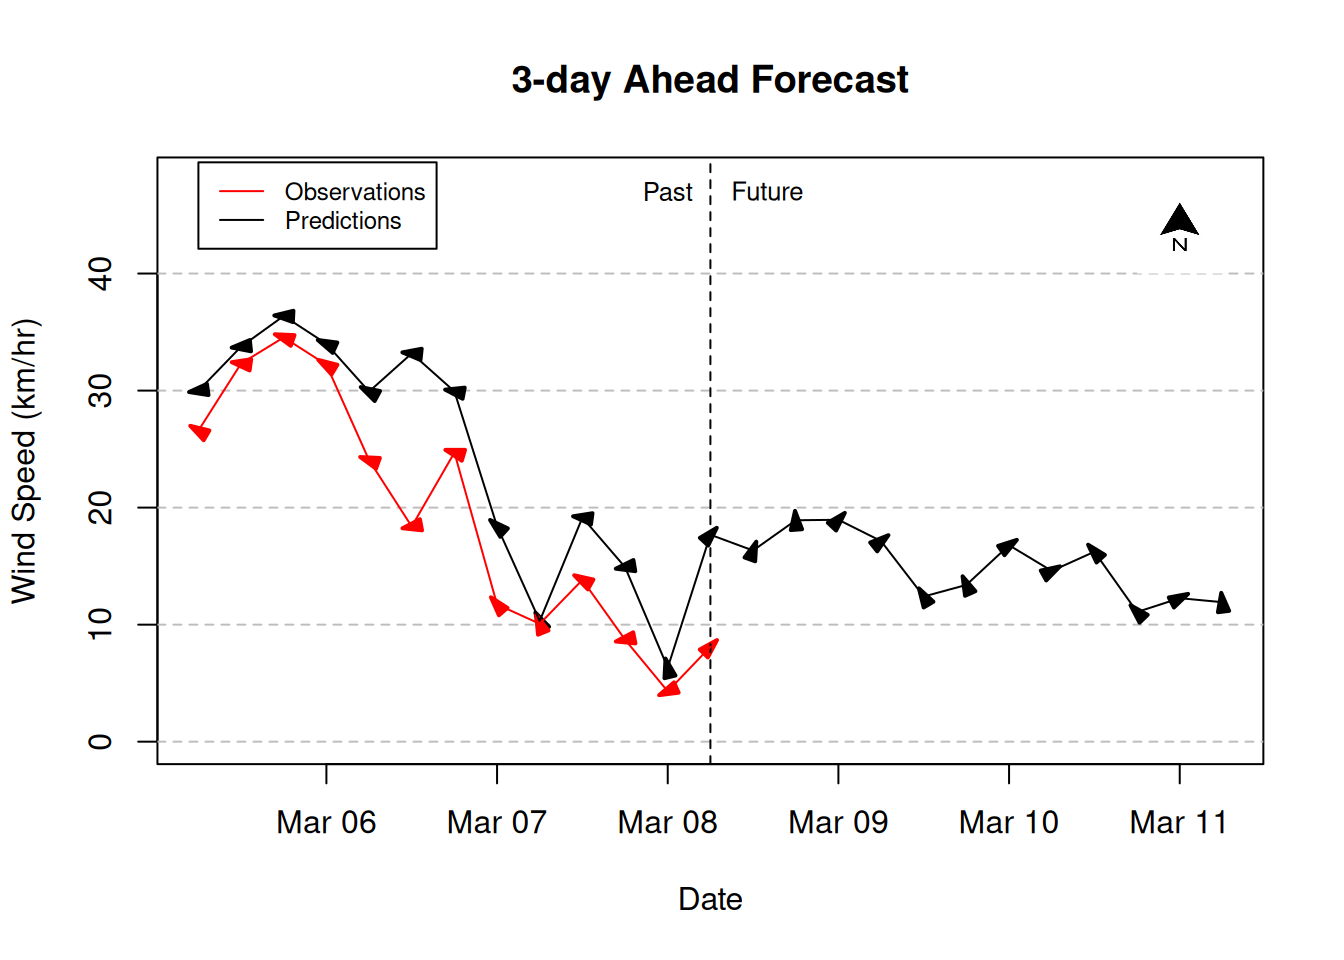 3-day Ahead Forecast
Observations
Predictions
Past
Future
N
Wind Speed (km/hr)
40
30
20
10
0
Mar 06
Mar 07
Mar 08
Mar 09
Mar 10
Mar 11
Date